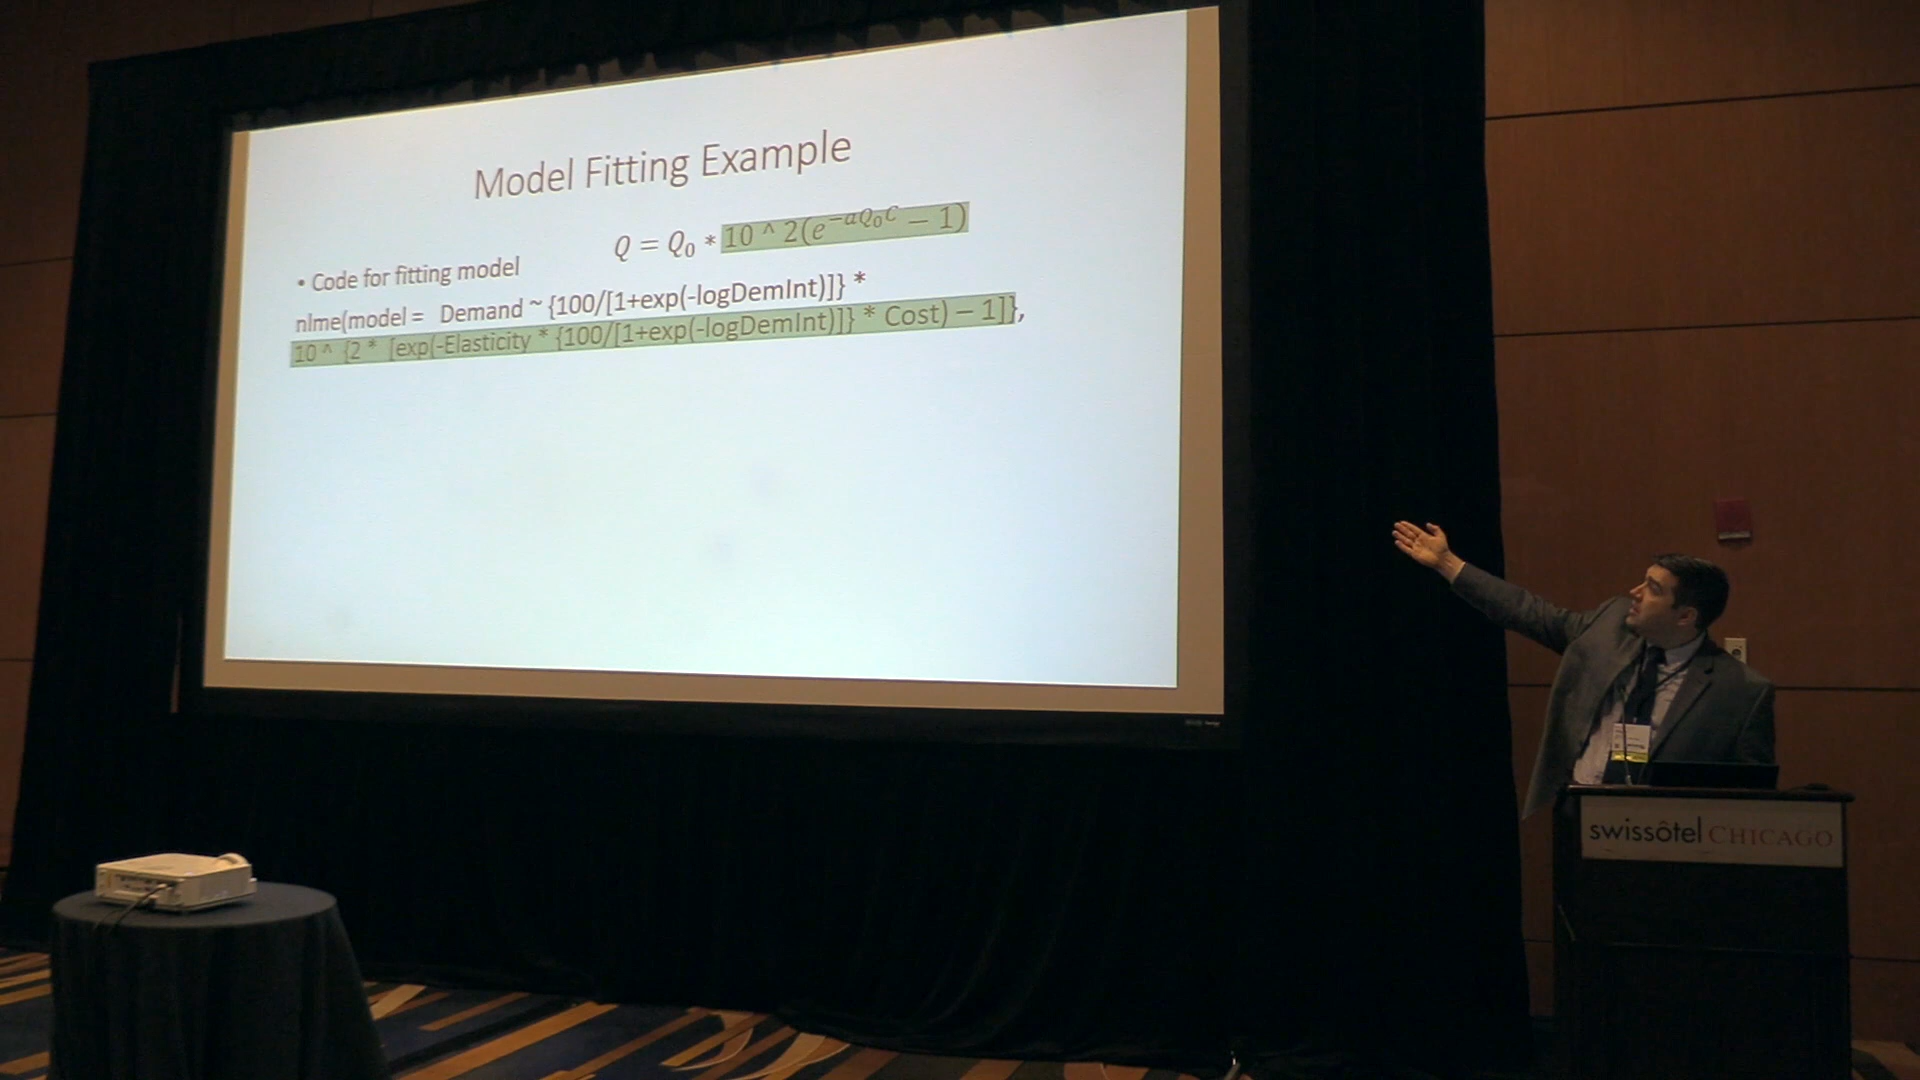 Model Fitting Example
Q = Q₀ * 10 ^ 2(e^−aQ₀C − 1)
• Code for fitting model
nlme(model = Demand ~ {100/[1+exp(-logDemInt)]} *
10 ^ {2 * [exp(-Elasticity * {100/[1+exp(-logDemInt)]} * Cost) – 1]},
swissôtel CHICAGO